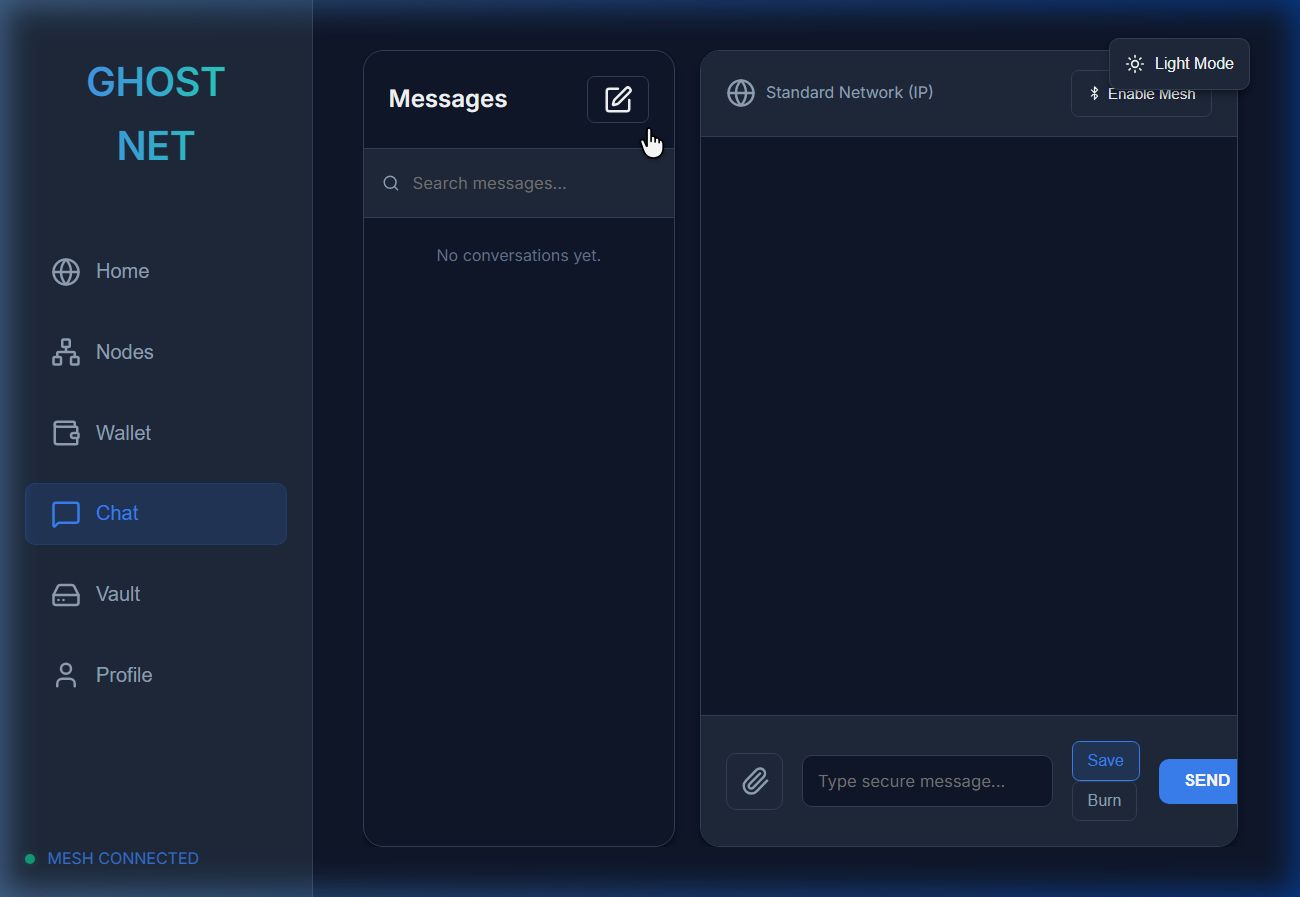 GHOST
NET
Home
Nodes
Wallet
Chat
Vault
Profile
MESH CONNECTED
Messages
Search messages...
No conversations yet.
Standard Network (IP)
Light Mode
Enable Mesh
Type secure message...
Save
Burn
SEND